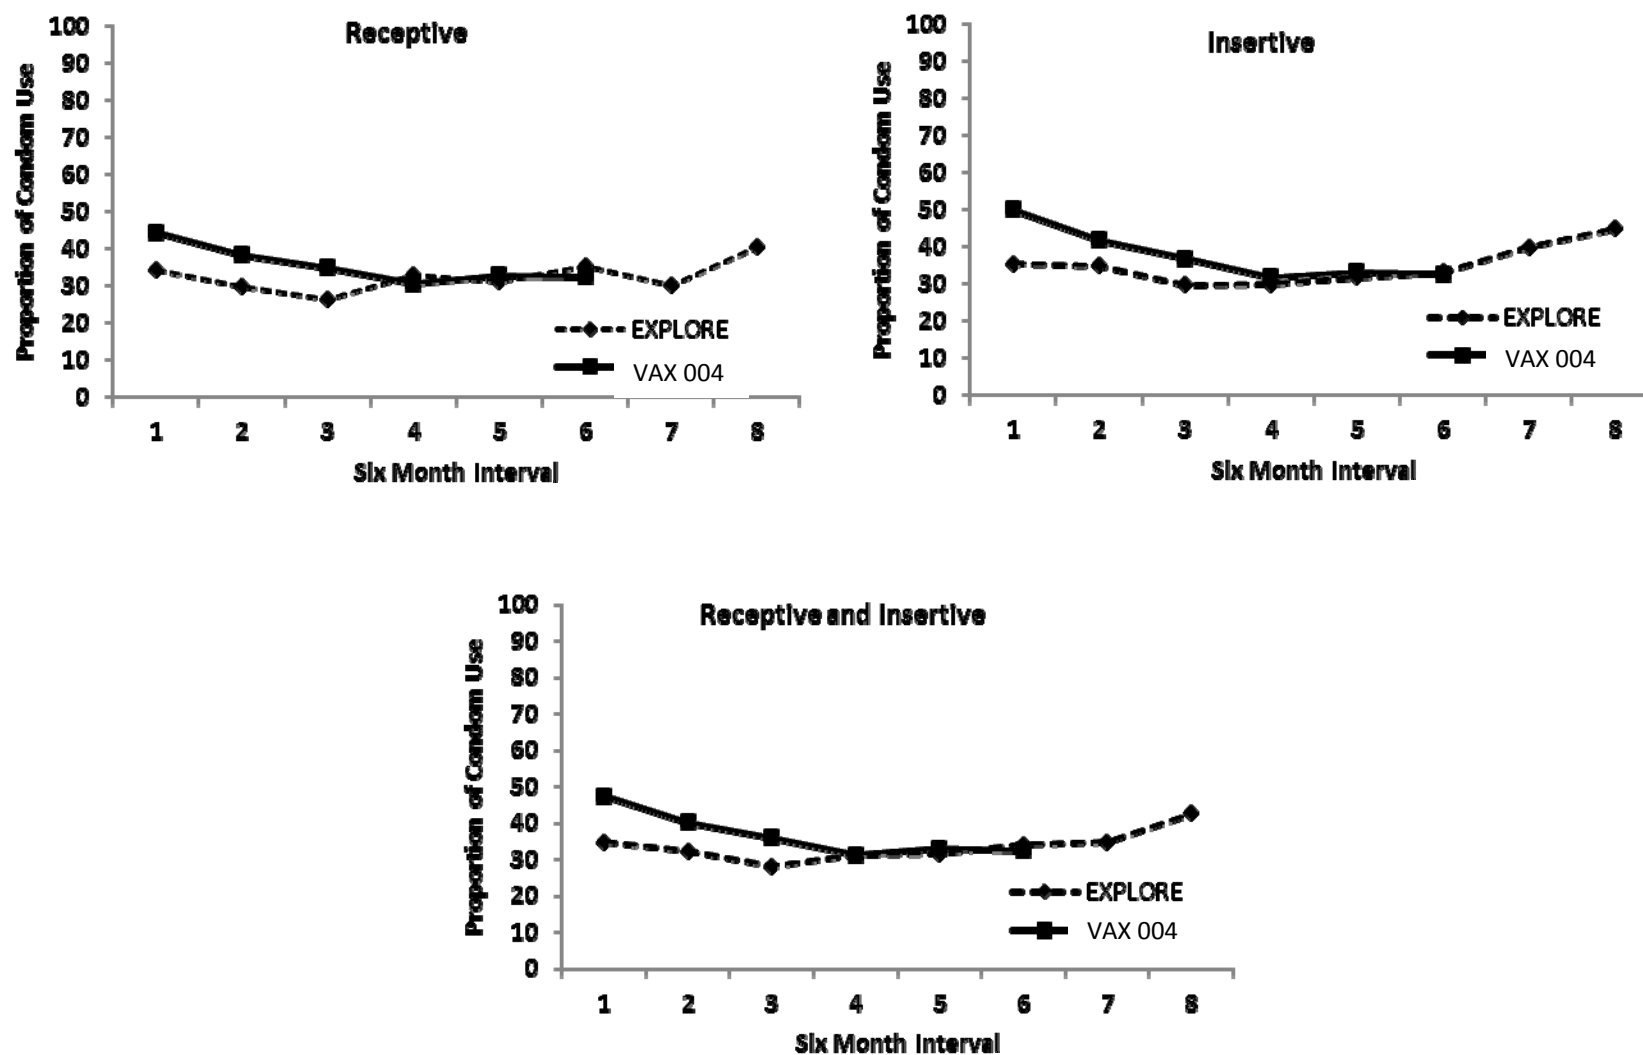 Receptive
Proportion of Condom Use
100
90
80
70
60
50
40
30
20
10
0
EXPLORE
VAX 004
1 2 3 4 5 6 7 8
Six Month Interval
Insertive
Proportion of Condom Use
100
90
80
70
60
50
40
30
20
10
0
EXPLORE
VAX 004
1 2 3 4 5 6 7 8
Six Month Interval
Receptive and Insertive
Proportion of Condom Use
100
90
80
70
60
50
40
30
20
10
0
EXPLORE
VAX 004
1 2 3 4 5 6 7 8
Six Month Interval